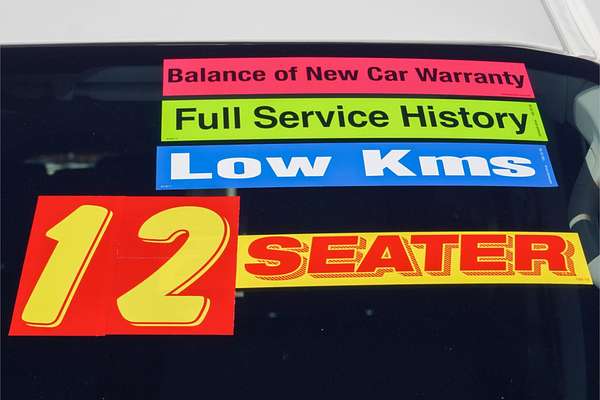 Balance of New Car Warranty
Full Service History
Low Kms
12 SEATER